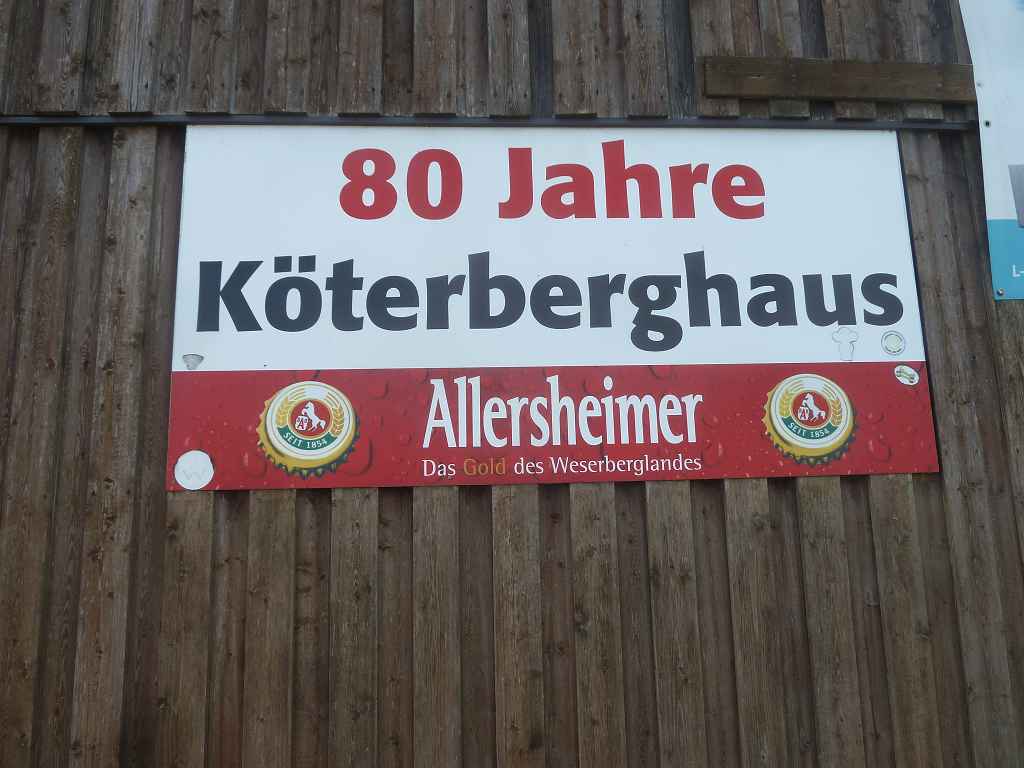 80 Jahre
Köterberghaus
Allersheimer
Das Gold des Weserberglandes
SEIT 1854
SEIT 1854
W
L-